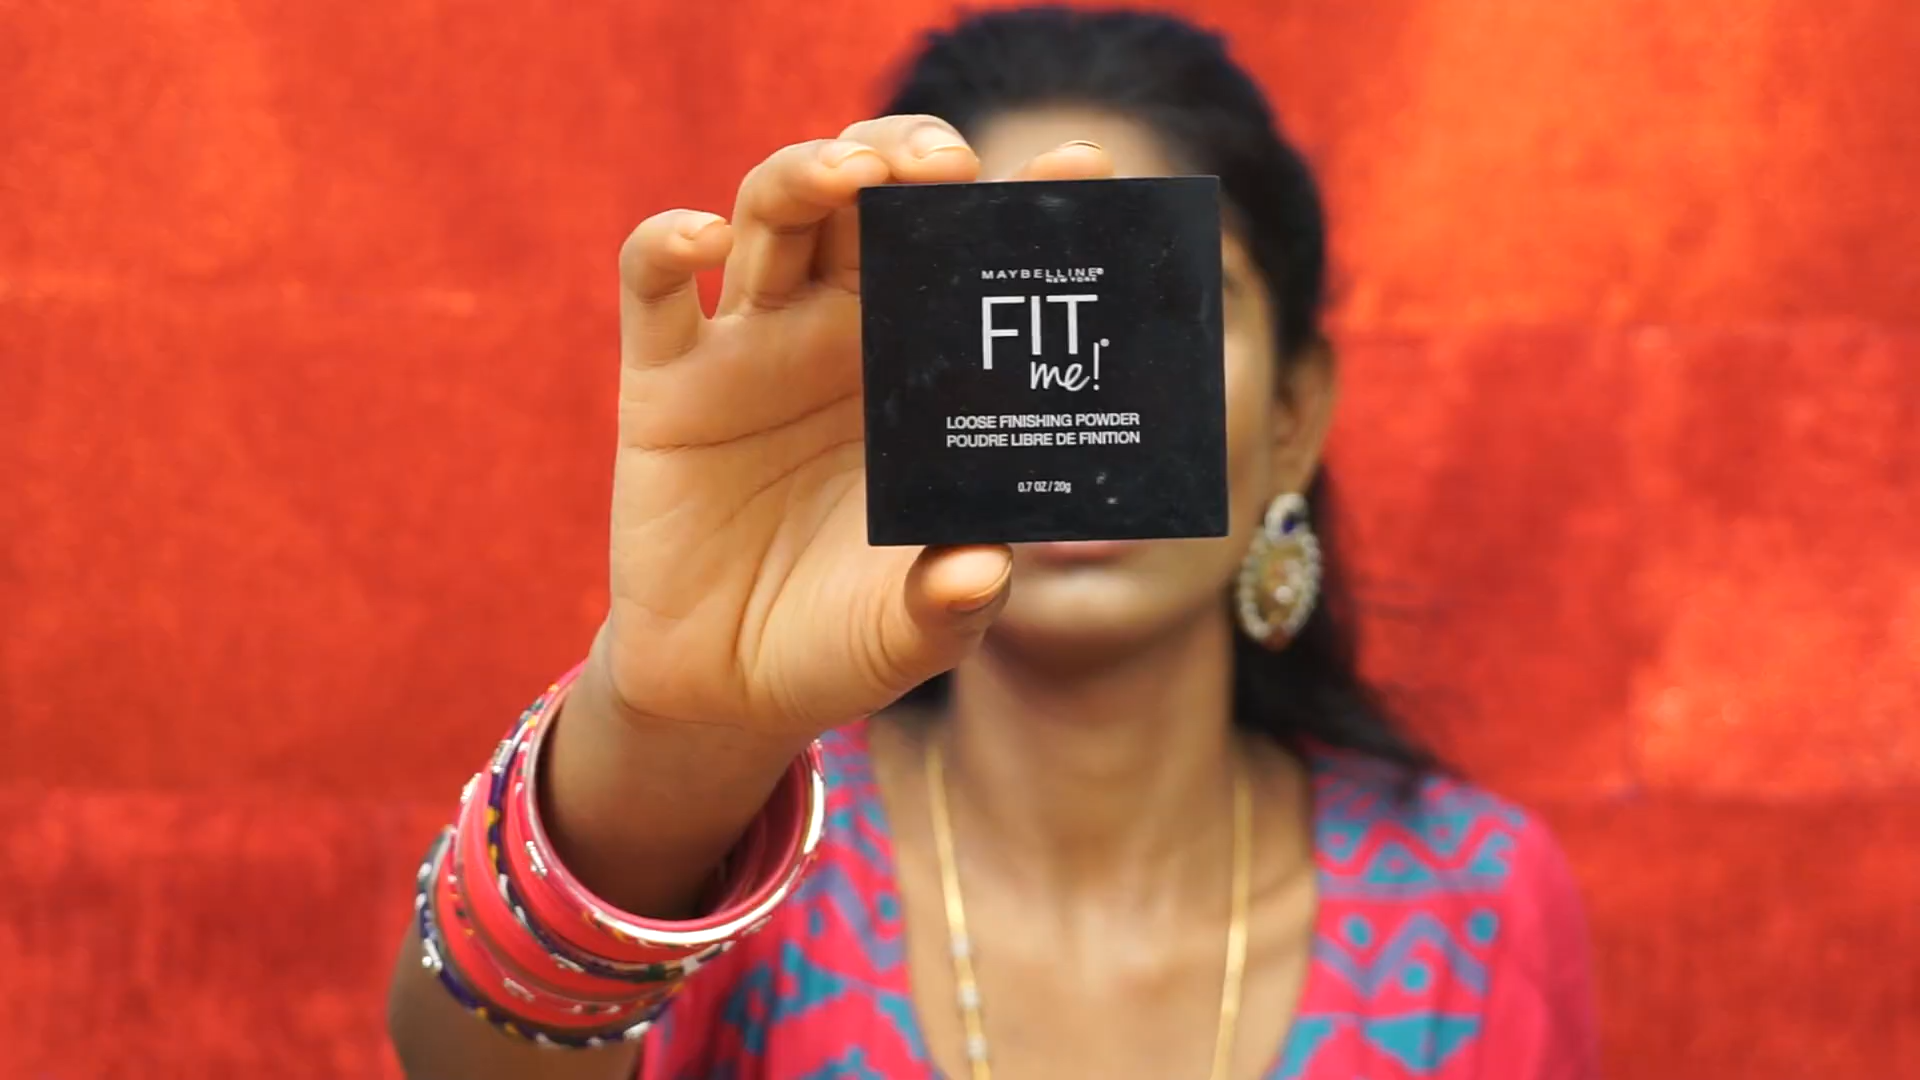 MAYBELLINE®
NEW YORK
FIT®
me!
LOOSE FINISHING POWDER
POUDRE LIBRE DE FINITION
0.7 OZ / 20g